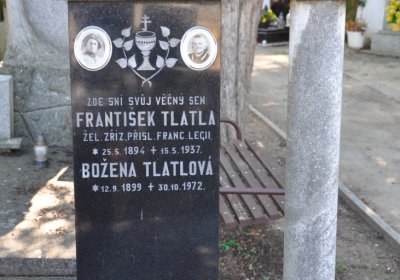 ZDE SNÍ SVŮJ VĚČNÝ SEN
FRANTIŠEK TLATLA
ŽEL. ZŘÍZ. PŘÍSL. FRANC. LEGIÍ.
* 25.5.1894 + 15.5.1937.
BOŽENA TLATLOVÁ
* 12.9.1899 + 30.10.1972.